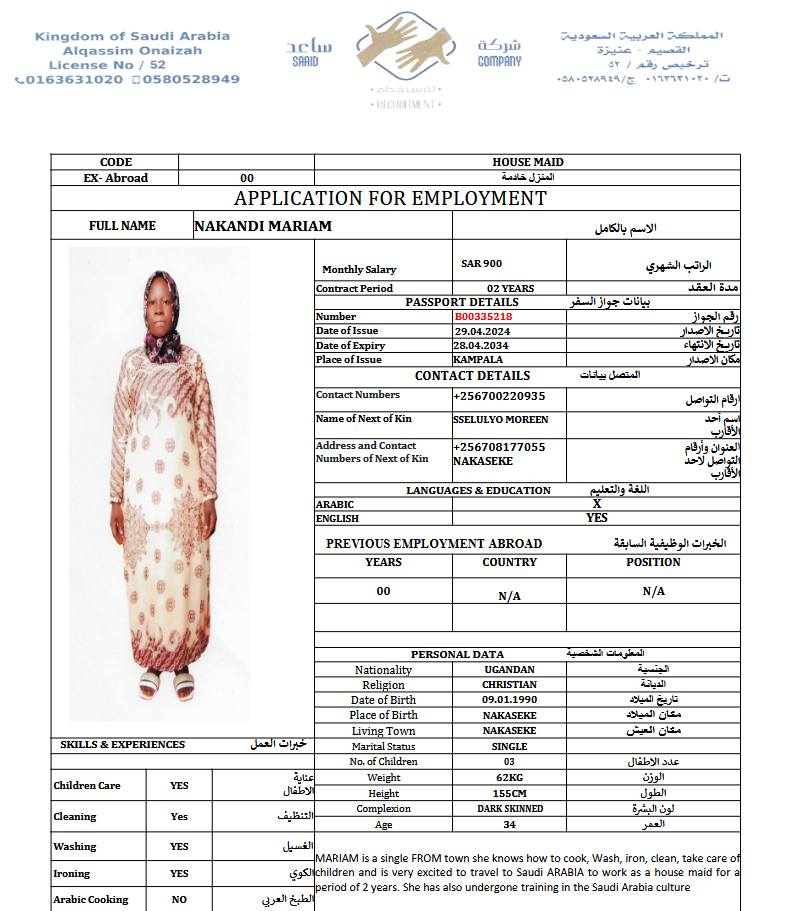 Kingdom of Saudi Arabia
Alqassim Onaizah
License No / 52
0163631020 0580528949
ساعد
SAAID
شركة
COMPANY
للاستقدام
RECRUITMENT
المملكة العربية السعودية
القصيم - عنيزة
ترخيص رقم / ٥٢
ت/ ٠١٦٣٦٣١٠٢٠ ج/٠٥٨٠٥٢٨٩٤٩
CODE HOUSE MAID
EX- Abroad 00 المنزل خادمة
APPLICATION FOR EMPLOYMENT
FULL NAME NAKANDI MARIAM الاسم بالكامل
Monthly Salary SAR 900 الراتب الشهري
Contract Period 02 YEARS مدة العقد
PASSPORT DETAILS بيانات جواز السفر
Number B00335218 رقم الجواز
Date of Issue 29.04.2024 تاريخ الاصدار
Date of Expiry 28.04.2034 تاريخ الانتهاء
Place of Issue KAMPALA مكان الاصدار
CONTACT DETAILS المتصل بيانات
Contact Numbers +256700220935 ارقام التواصل
Name of Next of Kin SSELULYO MOREEN اسم أحد
الأقارب
Address and Contact +256708177055 العنوان وأرقام
Numbers of Next of Kin NAKASEKE التواصل لاحد
الأقارب
LANGUAGES & EDUCATION اللغة والتعليم
ARABIC X
ENGLISH YES
PREVIOUS EMPLOYMENT ABROAD الخبرات الوظيفية السابقة
YEARS COUNTRY POSITION
00 N/A N/A
PERSONAL DATA المعلومات الشخصية
Nationality UGANDAN الجنسية
Religion CHRISTIAN الديانة
Date of Birth 09.01.1990 تاريخ الميلاد
Place of Birth NAKASEKE مكان الميلاد
Living Town NAKASEKE مكان العيش
Marital Status SINGLE
No. of Children 03 عدد الاطفال
Weight 62KG الوزن
Height 155CM الطول
Complexion DARK SKINNED لون البشرة
Age 34 العمر
SKILLS & EXPERIENCES خبرات العمل
Children Care YES عناية
الاطفال
Cleaning Yes التنظيف
Washing YES الغسيل
Ironing YES الكوي
Arabic Cooking NO الطبخ العربي
MARIAM is a single FROM town she knows how to cook, Wash, iron, clean, take care of
children and is very excited to travel to Saudi ARABIA to work as a house maid for a
period of 2 years. She has also undergone training in the Saudi Arabia culture